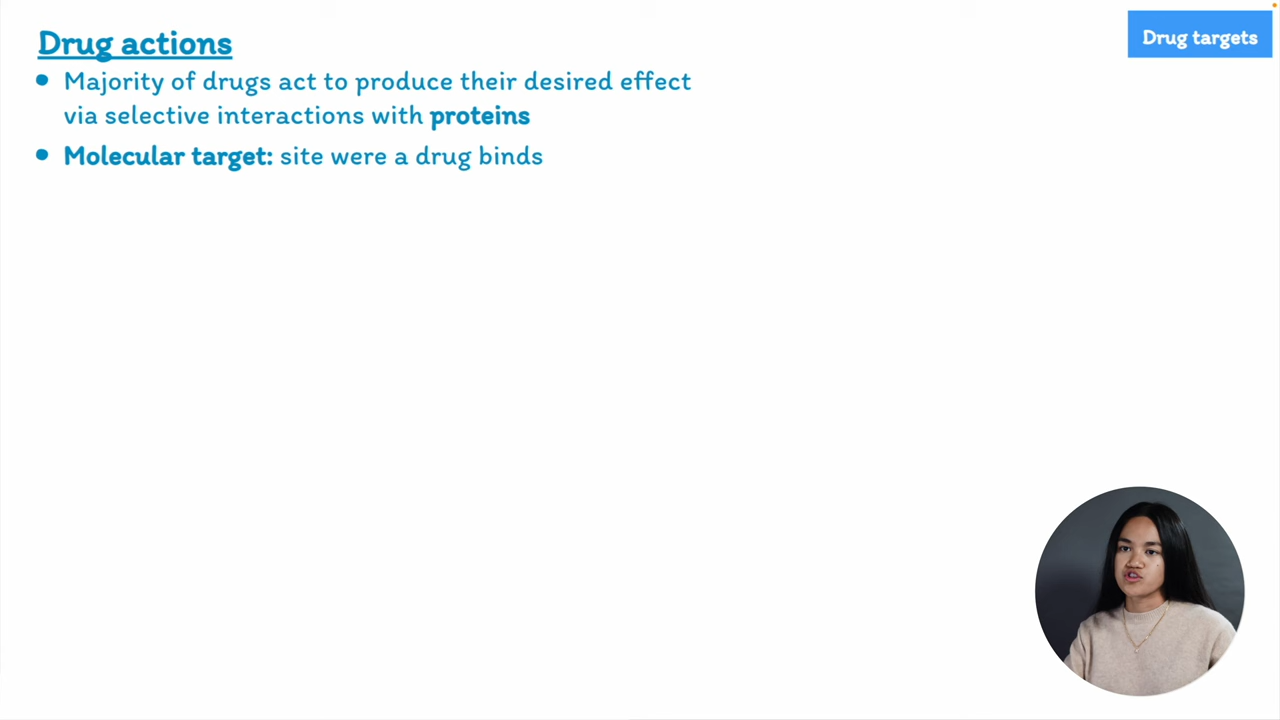 Drug actions
Drug targets
• Majority of drugs act to produce their desired effect
via selective interactions with proteins
• Molecular target: site were a drug binds